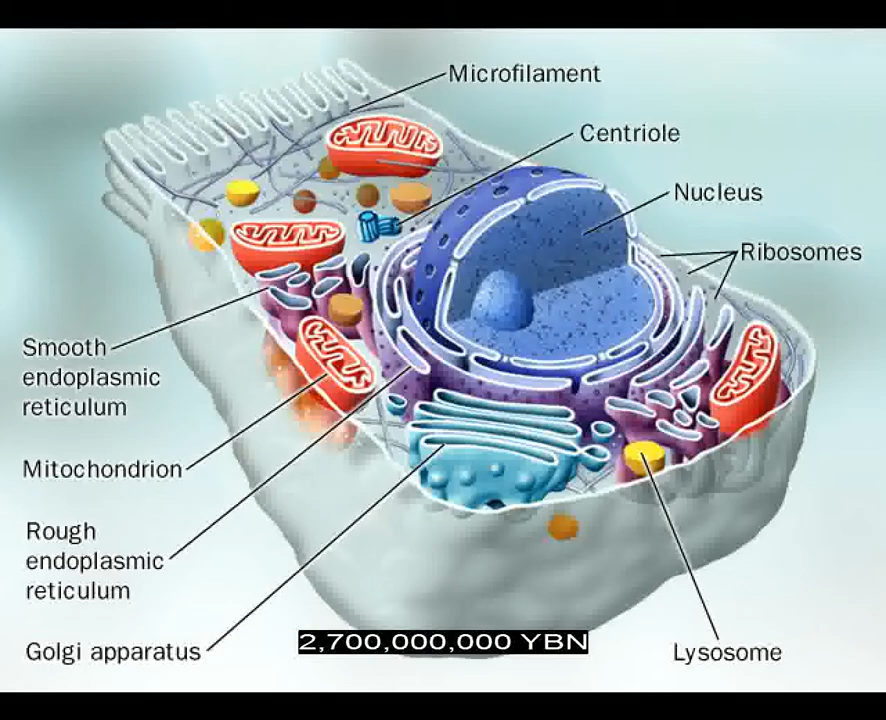 Microfilament
Centriole
Nucleus
Ribosomes
Smooth
endoplasmic
reticulum
Mitochondrion
Rough
endoplasmic
reticulum
Golgi apparatus
2,700,000,000 YBN
Lysosome